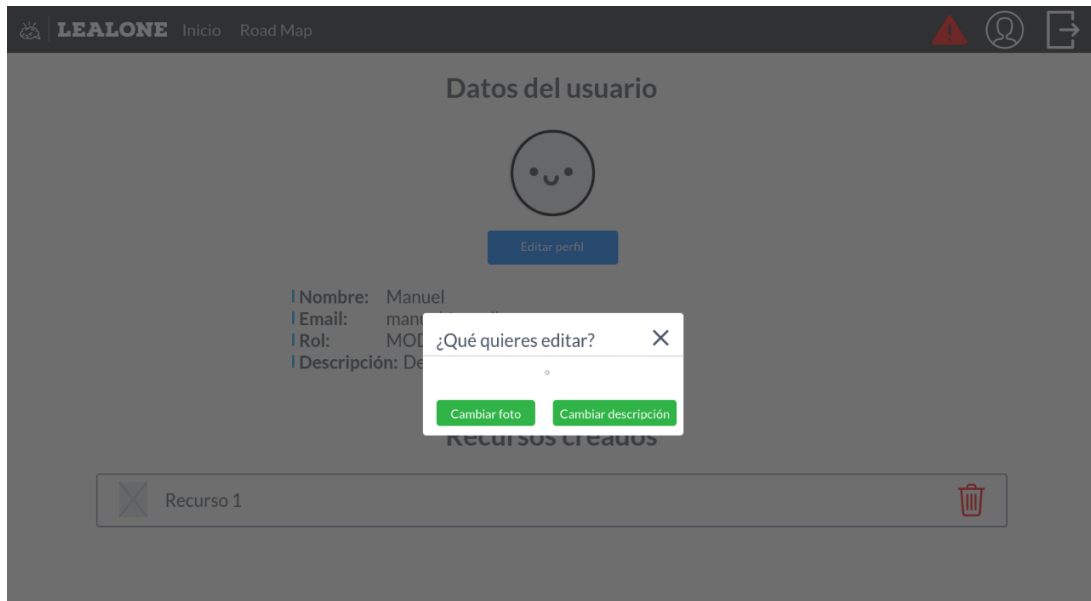 LEALONE Inicio Road Map
Datos del usuario
Editar perfil
Nombre: Manuel
Email:
Rol:
Descripción:
¿Qué quieres editar?
Cambiar foto Cambiar descripción
Recursos creados
Recurso 1